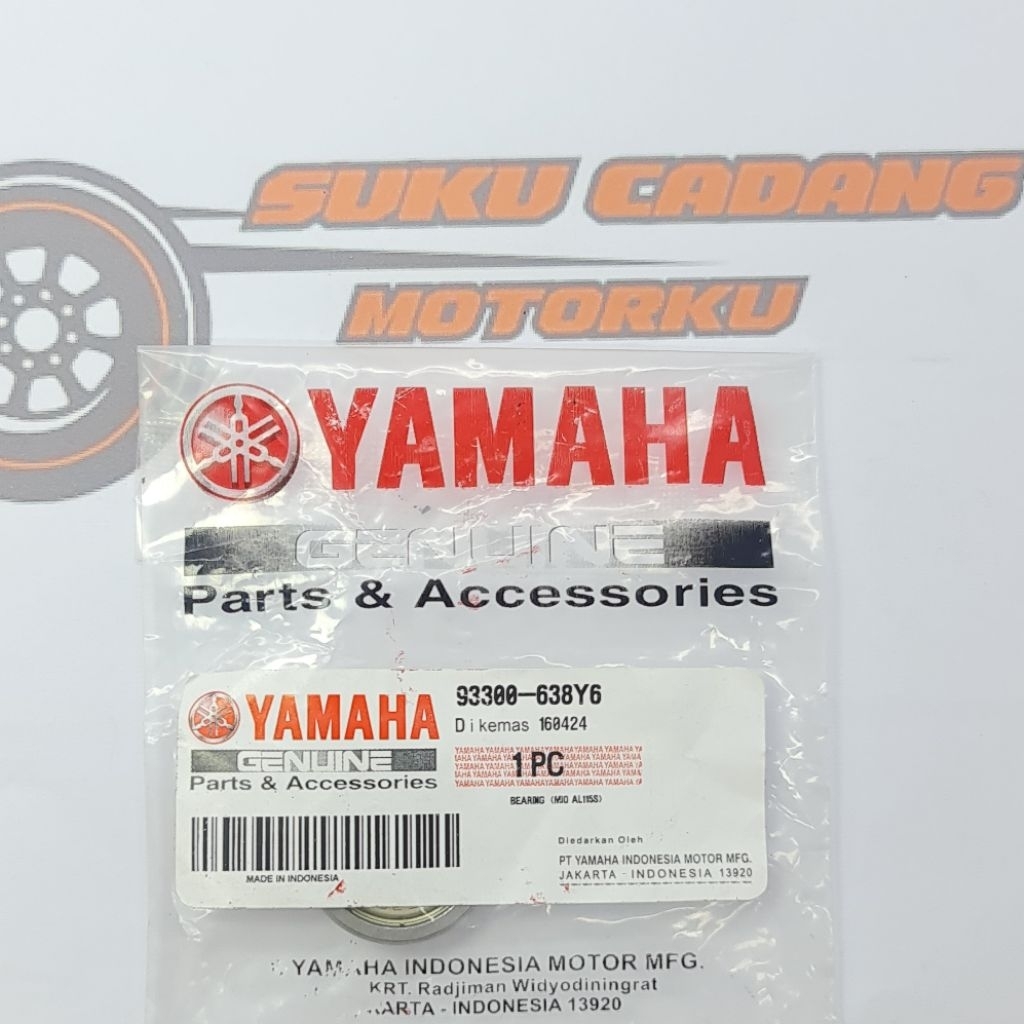 SUKU CADANG
MOTORKU
YAMAHA
GENUINE
Parts & Accessories
YAMAHA
GENUINE
Parts & Accessories
MADE IN INDONESIA
93300-638Y6
Dikemas 160424
1PC
BEARING (MIO AL115S)
Diedarkan Oleh
PT YAMAHA INDONESIA MOTOR MFG.
JAKARTA - INDONESIA 13920
YAMAHA INDONESIA MOTOR MFG.
KRT. Radjiman Widyodiningrat
ARTA - INDONESIA 13920